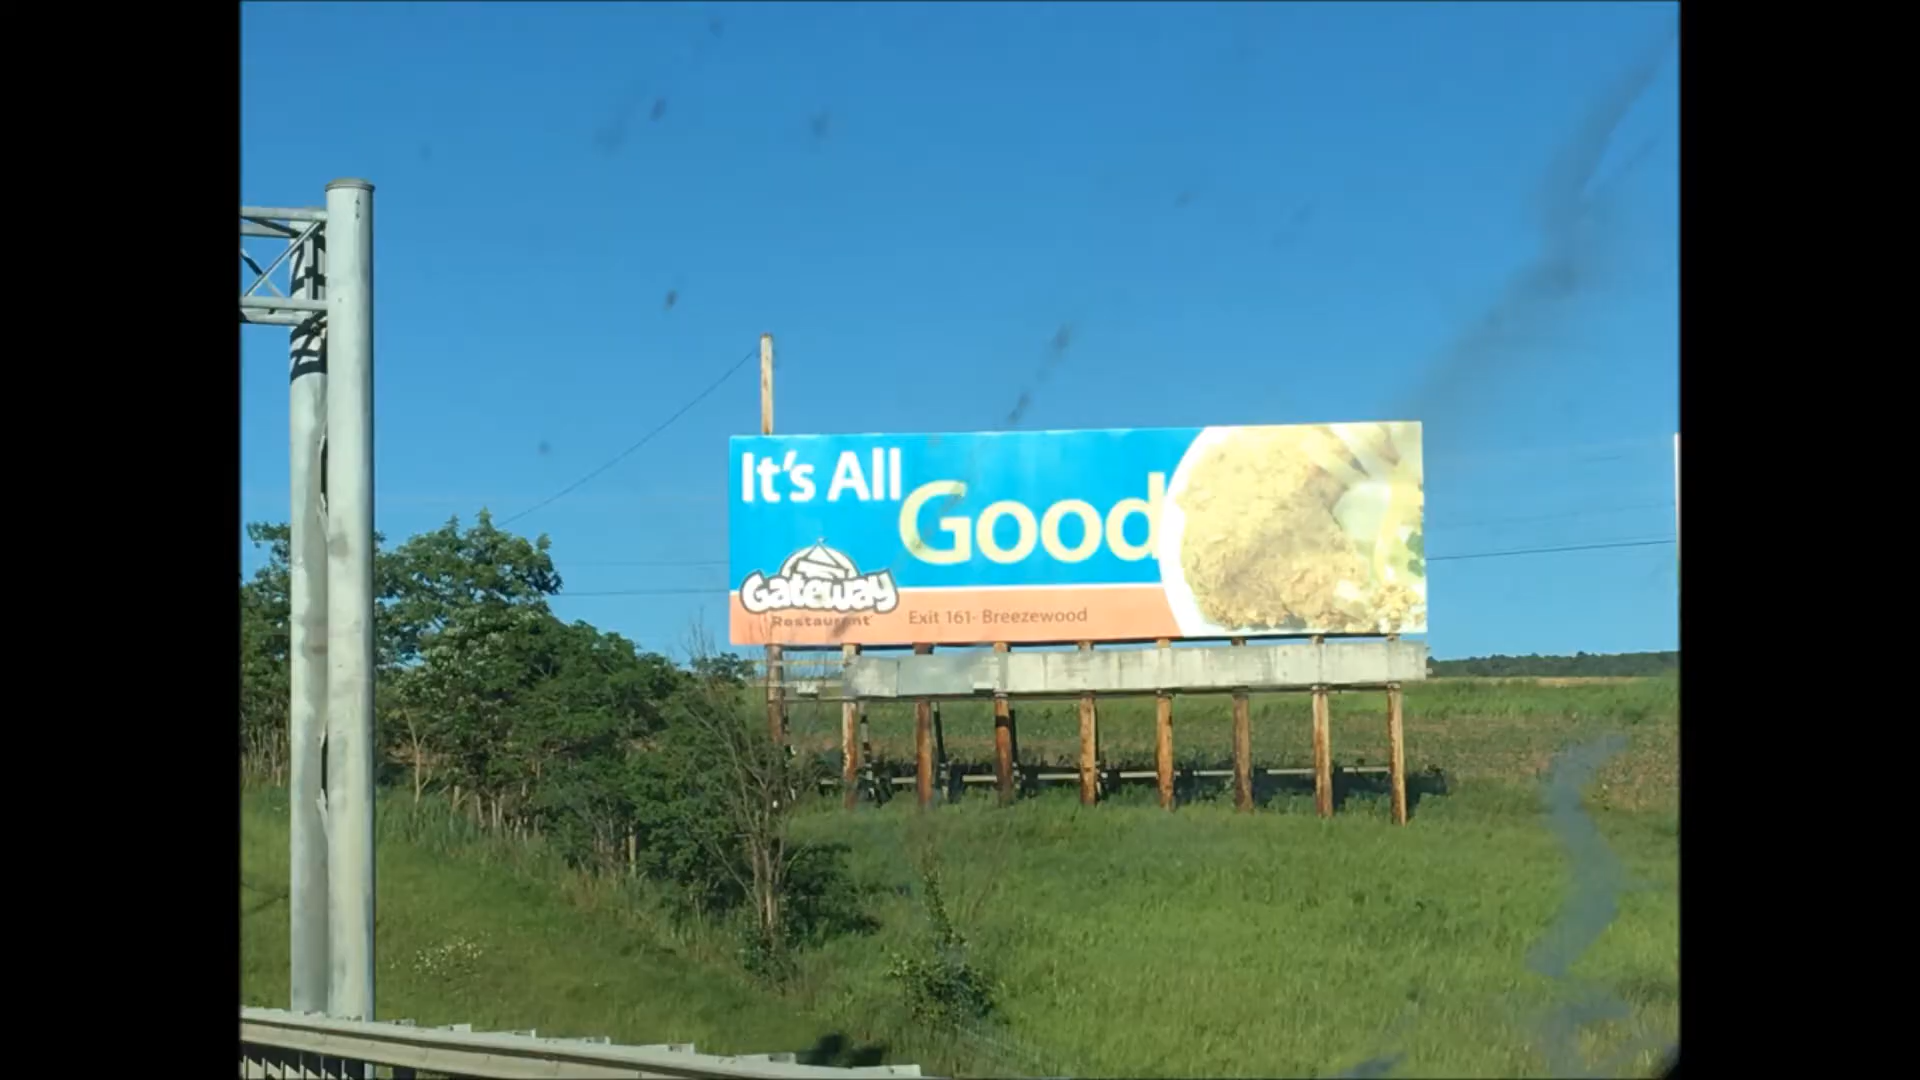 It's All
Good
Gateway
Restaurant
Exit 161- Breezewood